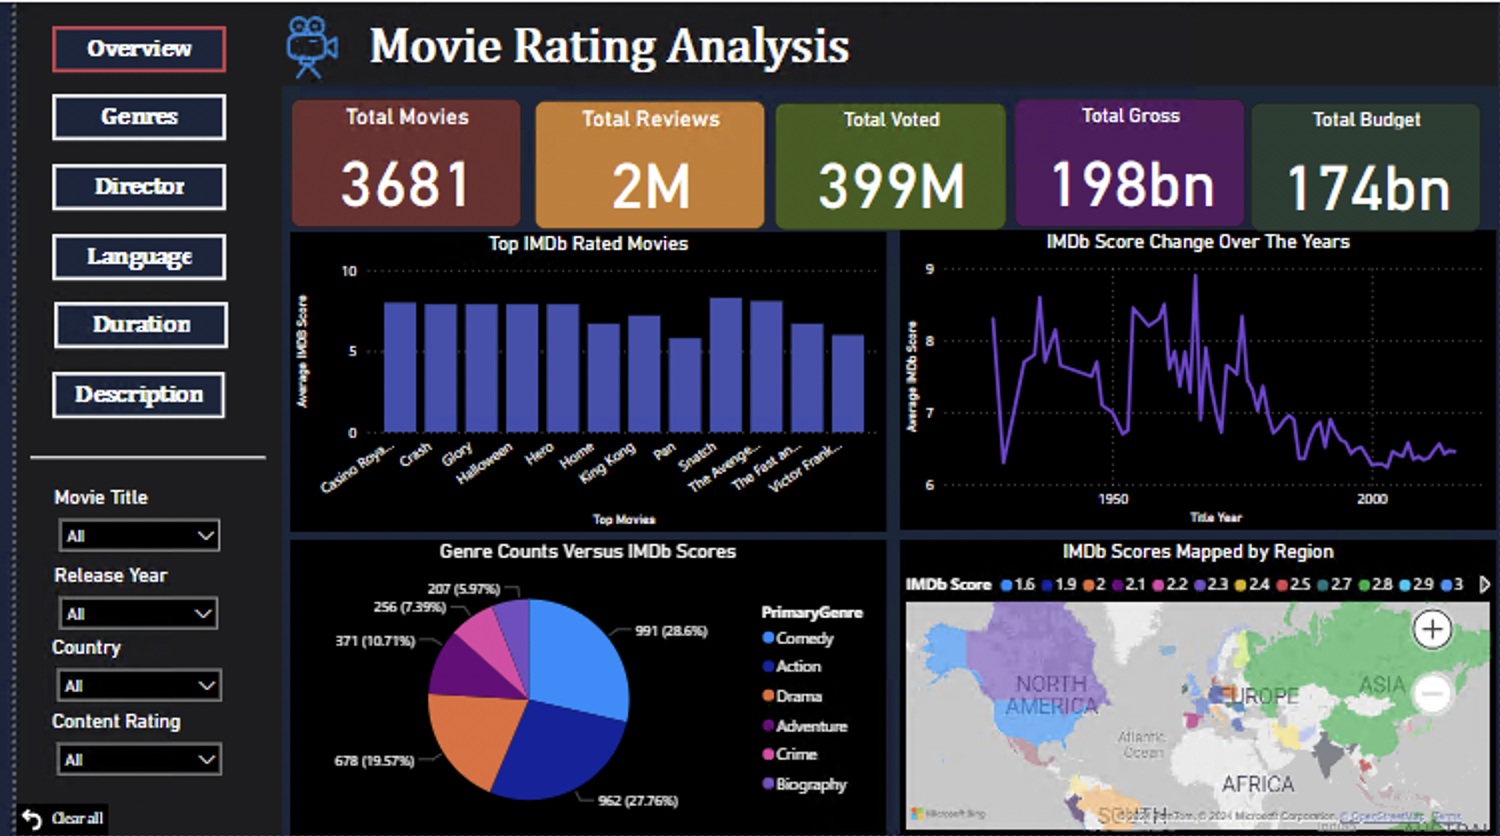 Overview
Genres
Director
Language
Duration
Description
Movie Title
All
Release Year
All
Country
All
Content Rating
All
Clear all
Movie Rating Analysis
Total Movies
3681
Total Reviews
2M
Total Voted
399M
Total Gross
198bn
Total Budget
174bn
Top IMDb Rated Movies
Average IMDB Score
10
5
0
Casino Roya...
Crash
Glory
Halloween
Hero
Home
King Kong
Pan
Snatch
The Avenge...
The Fast an...
Victor Frank...
Top Movies
IMDb Score Change Over The Years
Average IMDb Score
9
8
7
6
1950
2000
Title Year
Genre Counts Versus IMDb Scores
207 (5.97%)
256 (7.39%)
371 (10.71%)
678 (19.57%)
991 (28.6%)
962 (27.76%)
PrimaryGenre
Comedy
Action
Drama
Adventure
Crime
Biography
IMDb Scores Mapped by Region
IMDb Score 1.6 1.9 2 2.1 2.2 2.3 2.4 2.5 2.7 2.8 2.9 3
NORTH
AMERICA
EUROPE
ASIA
Atlantic
Ocean
AFRICA
Microsoft Bing
Microsoft Corporation, © OpenStreetMap Terms